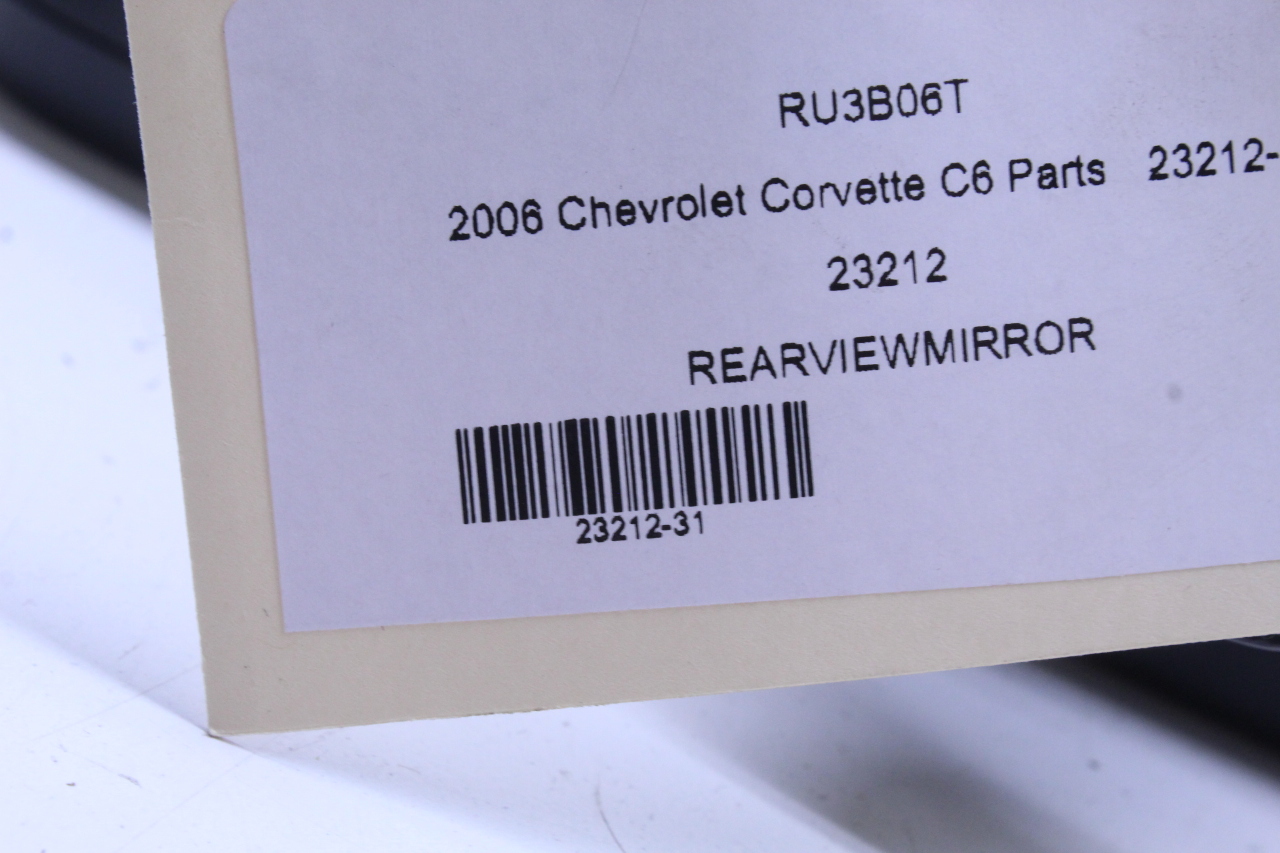 RU3B06T
2006 Chevrolet Corvette C6 Parts 23212-
23212
REARVIEWMIRROR
23212-31